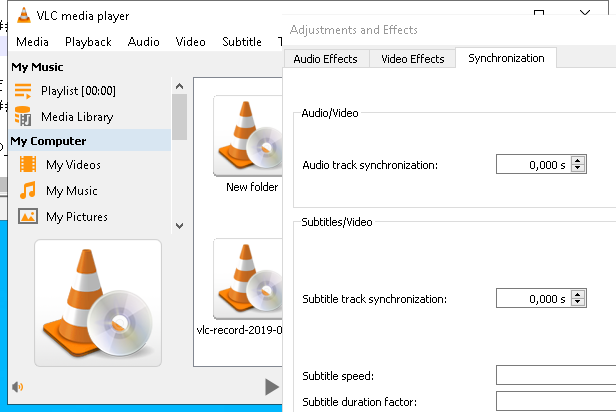 VLC media player
Media Playback Audio Video Subtitle
My Music
Playlist [00:00]
Media Library
My Computer
My Videos
My Music
My Pictures
New folder
vlc-record-2019-0
Adjustments and Effects
Audio Effects Video Effects Synchronization
Audio/Video
Audio track synchronization: 0,000 s
Subtitles/Video
Subtitle track synchronization: 0,000 s
Subtitle speed:
Subtitle duration factor: